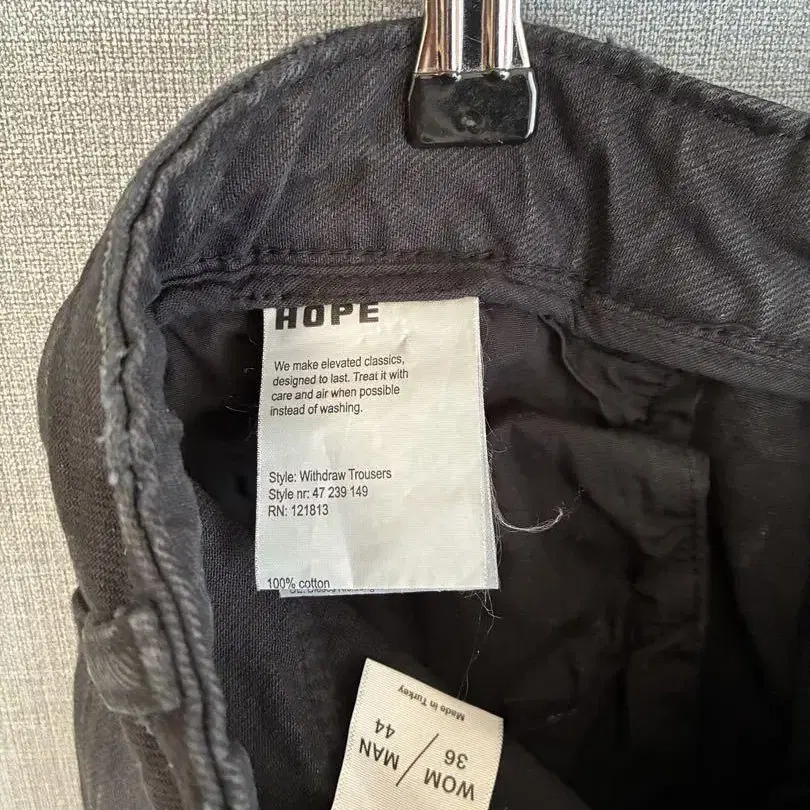 HOPE
We make elevated classics,
designed to last. Treat it with
care and air when possible
instead of washing.
Style: Withdraw Trousers
Style nr: 47 239 149
RN: 121813
100% cotton
WOM / MAN
36 44
Made in Turkey